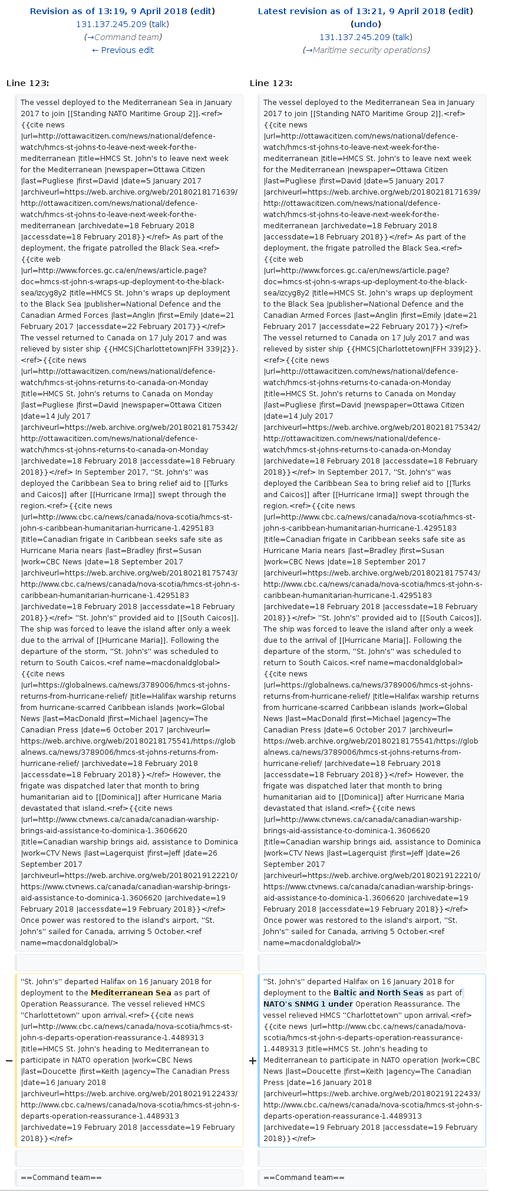 Revision as of 13:19, 9 April 2018 (edit)
131.137.245.209 (talk)
(→Command team)
← Previous edit
Latest revision as of 13:21, 9 April 2018 (edit)
(undo)
131.137.245.209 (talk)
(→Maritime security operations)
Line 123:
The vessel deployed to the Mediterranean Sea in January
2017 to join [[Standing NATO Maritime Group 2]].<ref>
{{cite news
|url=http://ottawacitizen.com/news/national/defence-
watch/hmcs-st-johns-to-leave-next-week-for-the-
mediterranean |title=HMCS St. John's to leave next week
for the Mediterranean |newspaper=Ottawa Citizen
|last=Pugliese |first=David |date=5 January 2017
|archiveurl=https://web.archive.org/web/20180218171639/
http://ottawacitizen.com/news/national/defence-
watch/hmcs-st-johns-to-leave-next-week-for-the-
mediterranean |archivedate=18 February 2018
|accessdate=18 February 2018}}</ref> As part of the
deployment, the frigate patrolled the Black Sea.<ref>
{{cite web
|url=http://www.forces.gc.ca/en/news/article.page?
doc=hmcs-st-john-s-wraps-up-deployment-to-the-black-
sea/izcyg8y2 |title=HMCS St. John's wraps up deployment
to the Black Sea |publisher=National Defence and the
Canadian Armed Forces |last=Anglin |first=Emily |date=21
February 2017 |accessdate=22 February 2017}}</ref>
The vessel returned to Canada on 17 July 2017 and was
relieved by sister ship {{HMCS|Charlottetown|FFH 339|2}}.
<ref>{{cite news
|url=http://ottawacitizen.com/news/national/defence-
watch/hmcs-st-johns-returns-to-canada-on-Monday
|title=HMCS St. John's returns to Canada on Monday
|last=Pugliese |first=David |newspaper=Ottawa Citizen
|date=14 July 2017
|archiveurl=https://web.archive.org/web/20180218175342/
http://ottawacitizen.com/news/national/defence-
watch/hmcs-st-johns-returns-to-canada-on-Monday
|archivedate=18 February 2018 |accessdate=18 February
2018}}</ref> In September 2017, ''St. John's'' was
deployed the Caribbean Sea to bring relief aid to [[Turks
and Caicos]] after [[Hurricane Irma]] swept through the
region.<ref>{{cite news
|url=http://www.cbc.ca/news/canada/nova-scotia/hmcs-st-
john-s-caribbean-humanitarian-hurricane-1.4295183
|title=Canadian frigate in Caribbean seeks safe site as
Hurricane Maria nears |last=Bradley |first=Susan
|work=CBC News |date=18 September 2017
|archiveurl=https://web.archive.org/web/20180218175743/
http://www.cbc.ca/news/canada/nova-scotia/hmcs-st-john-s-
caribbean-humanitarian-hurricane-1.4295183
|archivedate=18 February 2018 |accessdate=18 February
2018}}</ref> ''St. John's'' provided aid to [[South Caicos]].
The ship was forced to leave the island after only a week
due to the arrival of [[Hurricane Maria]]. Following the
departure of the storm, ''St. John's'' was scheduled to
return to South Caicos.<ref name=macdonaldglobal>
{{cite news
|url=https://globalnews.ca/news/3789006/hmcs-st-johns-
returns-from-hurricane-relief/ |title=Halifax warship returns
from hurricane-scarred Caribbean islands |work=Global
News |last=MacDonald |first=Michael |agency=The
Canadian Press |date=6 October 2017 |archiveurl=
https://web.archive.org/web/20180218175541/https://glob
alnews.ca/news/3789006/hmcs-st-johns-returns-from-
hurricane-relief/ |archivedate=18 February 2018
|accessdate=18 February 2018}}</ref> However, the
frigate was dispatched later that month to bring
humanitarian aid to [[Dominica]] after Hurricane Maria
devastated that island.<ref>{{cite news
|url=http://www.ctvnews.ca/canada/canadian-warship-
brings-aid-assistance-to-dominica-1.3606620
|title=Canadian warship brings aid, assistance to Dominica
|work=CTV News |last=Lagerquist |first=Jeff |date=26
September 2017
|archiveurl=https://web.archive.org/web/20180219122210/
https://www.ctvnews.ca/canada/canadian-warship-brings-
aid-assistance-to-dominica-1.3606620 |archivedate=19
February 2018 |accessdate=19 February 2018}}</ref>
Once power was restored to the island's airport, ''St.
John's'' sailed for Canada, arriving 5 October.<ref
name=macdonaldglobal/>
−
''St. John's'' departed Halifax on 16 January 2018 for
deployment to the Mediterranean Sea as part of
Operation Reassurance. The vessel relieved HMCS
''Charlottetown'' upon arrival.<ref>{{cite news
|url=http://www.cbc.ca/news/canada/nova-scotia/hmcs-st-
john-s-departs-operation-reassurance-1.4489313
|title=HMCS St. John's heading to Mediterranean to
participate in NATO operation |work=CBC News
|last=Doucette |first=Keith |agency=The Canadian Press
|date=16 January 2018
|archiveurl=https://web.archive.org/web/20180219122433/
http://www.cbc.ca/news/canada/nova-scotia/hmcs-st-john-s-
departs-operation-reassurance-1.4489313
|archivedate=19 February 2018 |accessdate=19 February
2018}}</ref>
==Command team==
Line 123:
The vessel deployed to the Mediterranean Sea in January
2017 to join [[Standing NATO Maritime Group 2]].<ref>
{{cite news
|url=http://ottawacitizen.com/news/national/defence-
watch/hmcs-st-johns-to-leave-next-week-for-the-
mediterranean |title=HMCS St. John's to leave next week
for the Mediterranean |newspaper=Ottawa Citizen
|last=Pugliese |first=David |date=5 January 2017
|archiveurl=https://web.archive.org/web/20180218171639/
http://ottawacitizen.com/news/national/defence-
watch/hmcs-st-johns-to-leave-next-week-for-the-
mediterranean |archivedate=18 February 2018
|accessdate=18 February 2018}}</ref> As part of the
deployment, the frigate patrolled the Black Sea.<ref>
{{cite web
|url=http://www.forces.gc.ca/en/news/article.page?
doc=hmcs-st-john-s-wraps-up-deployment-to-the-black-
sea/izcyg8y2 |title=HMCS St. John's wraps up deployment
to the Black Sea |publisher=National Defence and the
Canadian Armed Forces |last=Anglin |first=Emily |date=21
February 2017 |accessdate=22 February 2017}}</ref>
The vessel returned to Canada on 17 July 2017 and was
relieved by sister ship {{HMCS|Charlottetown|FFH 339|2}}.
<ref>{{cite news
|url=http://ottawacitizen.com/news/national/defence-
watch/hmcs-st-johns-returns-to-canada-on-Monday
|title=HMCS St. John's returns to Canada on Monday
|last=Pugliese |first=David |newspaper=Ottawa Citizen
|date=14 July 2017
|archiveurl=https://web.archive.org/web/20180218175342/
http://ottawacitizen.com/news/national/defence-
watch/hmcs-st-johns-returns-to-canada-on-Monday
|archivedate=18 February 2018 |accessdate=18 February
2018}}</ref> In September 2017, ''St. John's'' was
deployed the Caribbean Sea to bring relief aid to [[Turks
and Caicos]] after [[Hurricane Irma]] swept through the
region.<ref>{{cite news
|url=http://www.cbc.ca/news/canada/nova-scotia/hmcs-st-
john-s-caribbean-humanitarian-hurricane-1.4295183
|title=Canadian frigate in Caribbean seeks safe site as
Hurricane Maria nears |last=Bradley |first=Susan
|work=CBC News |date=18 September 2017
|archiveurl=https://web.archive.org/web/20180218175743/
http://www.cbc.ca/news/canada/nova-scotia/hmcs-st-john-s-
caribbean-humanitarian-hurricane-1.4295183
|archivedate=18 February 2018 |accessdate=18 February
2018}}</ref> ''St. John's'' provided aid to [[South Caicos]].
The ship was forced to leave the island after only a week
due to the arrival of [[Hurricane Maria]]. Following the
departure of the storm, ''St. John's'' was scheduled to
return to South Caicos.<ref name=macdonaldglobal>
{{cite news
|url=https://globalnews.ca/news/3789006/hmcs-st-johns-
returns-from-hurricane-relief/ |title=Halifax warship returns
from hurricane-scarred Caribbean islands |work=Global
News |last=MacDonald |first=Michael |agency=The
Canadian Press |date=6 October 2017 |archiveurl=
https://web.archive.org/web/20180218175541/https://glob
alnews.ca/news/3789006/hmcs-st-johns-returns-from-
hurricane-relief/ |archivedate=18 February 2018
|accessdate=18 February 2018}}</ref> However, the
frigate was dispatched later that month to bring
humanitarian aid to [[Dominica]] after Hurricane Maria
devastated that island.<ref>{{cite news
|url=http://www.ctvnews.ca/canada/canadian-warship-
brings-aid-assistance-to-dominica-1.3606620
|title=Canadian warship brings aid, assistance to Dominica
|work=CTV News |last=Lagerquist |first=Jeff |date=26
September 2017
|archiveurl=https://web.archive.org/web/20180219122210/
https://www.ctvnews.ca/canada/canadian-warship-brings-
aid-assistance-to-dominica-1.3606620 |archivedate=19
February 2018 |accessdate=19 February 2018}}</ref>
Once power was restored to the island's airport, ''St.
John's'' sailed for Canada, arriving 5 October.<ref
name=macdonaldglobal/>
+
''St. John's'' departed Halifax on 16 January 2018 for
deployment to the Baltic and North Seas as part of
NATO's SNMG 1 under Operation Reassurance. The
vessel relieved HMCS ''Charlottetown'' upon arrival.<ref>
{{cite news |url=http://www.cbc.ca/news/canada/nova-
scotia/hmcs-st-john-s-departs-operation-reassurance-
1.4489313 |title=HMCS St. John's heading to
Mediterranean to participate in NATO operation |work=CBC
News |last=Doucette |first=Keith |agency=The Canadian
Press |date=16 January 2018
|archiveurl=https://web.archive.org/web/20180219122433/
http://www.cbc.ca/news/canada/nova-scotia/hmcs-st-john-s-
departs-operation-reassurance-1.4489313
|archivedate=19 February 2018 |accessdate=19 February
2018}}</ref>
==Command team==